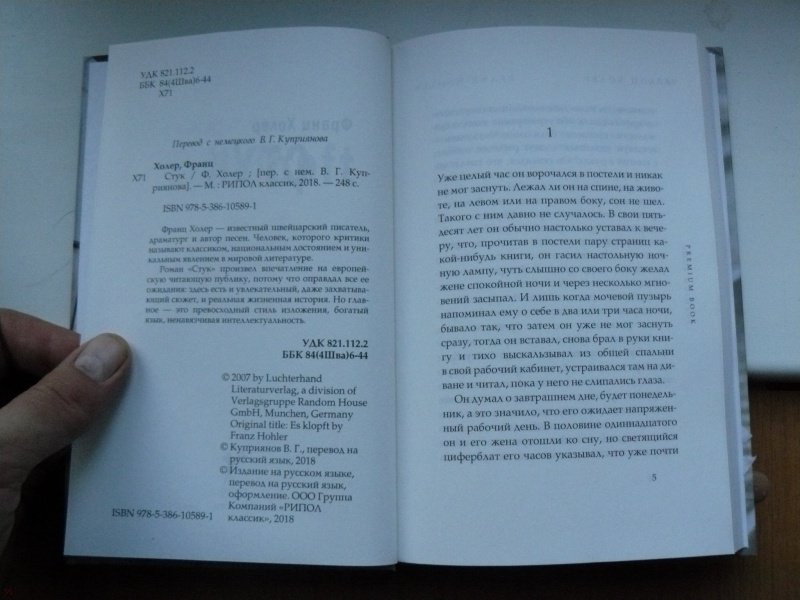 УДК 821.112.2
ББК 84(4Шва)6-44
Х71
Перевод с немецкого В. Г. Куприянова
Холер, Франц
Х71 Стук / Ф. Холер ; [пер. с нем. В. Г. Куп-
риянова]. — М. : РИПОЛ классик, 2018. — 248 с.
ISBN 978-5-386-10589-1
Франц Холер — известный швейцарский писатель,
драматург и автор песен. Человек, которого критики
называют классиком, национальным достоянием и уни-
кальным явлением в мировой литературе.
Роман «Стук» произвел впечатление на европей-
скую читающую публику, потому что оправдал все ее
ожидания: здесь есть и увлекательный, даже захватыва-
ющий сюжет, и реальная жизненная история. Но глав-
ное — это превосходный стиль изложения, богатый
язык, ненавязчивая интеллектуальность.
УДК 821.112.2
ББК 84(4Шва)6-44
© 2007 by Luchterhand
Literaturverlag, a division of
Verlagsgruppe Random House
GmbH, Munchen, Germany
Original title: Es klopft by
Franz Hohler
© Куприянов В. Г., перевод на
русский язык, 2018
© Издание на русском языке,
перевод на русский язык,
оформление. ООО Группа
Компаний «РИПОЛ
классик», 2018
ISBN 978-5-386-10589-1
1
Уже целый час он ворочался в постели и никак
не мог заснуть. Лежал ли он на спине, на живо-
те, на левом или на правом боку, сон не шел.
Такого с ним давно не случалось. В свои пять-
десят лет он обычно настолько уставал к вече-
ру, что, прочитав в постели пару страниц ка-
кой-нибудь книги, он гасил настольную ноч-
ную лампу, чуть слышно со своего боку желал
жене спокойной ночи и через несколько мгно-
вений засыпал. И лишь когда мочевой пузырь
напоминал ему о себе в два или три часа ночи,
бывало так, что затем он уже не мог заснуть
сразу, тогда он вставал, снова брал в руки кни-
гу и тихо выскальзывал из общей спальни
в свой рабочий кабинет, устраивался там на ди-
ване и читал, пока у него не слипались глаза.
Он думал о завтрашнем дне, будет понедель-
ник, а это значило, что его ожидает напряжен-
ный рабочий день. В половине одиннадцатого
он и его жена отошли ко сну, но светящийся
циферблат его часов указывал, что уже почти
5
PREMIUM BOOK